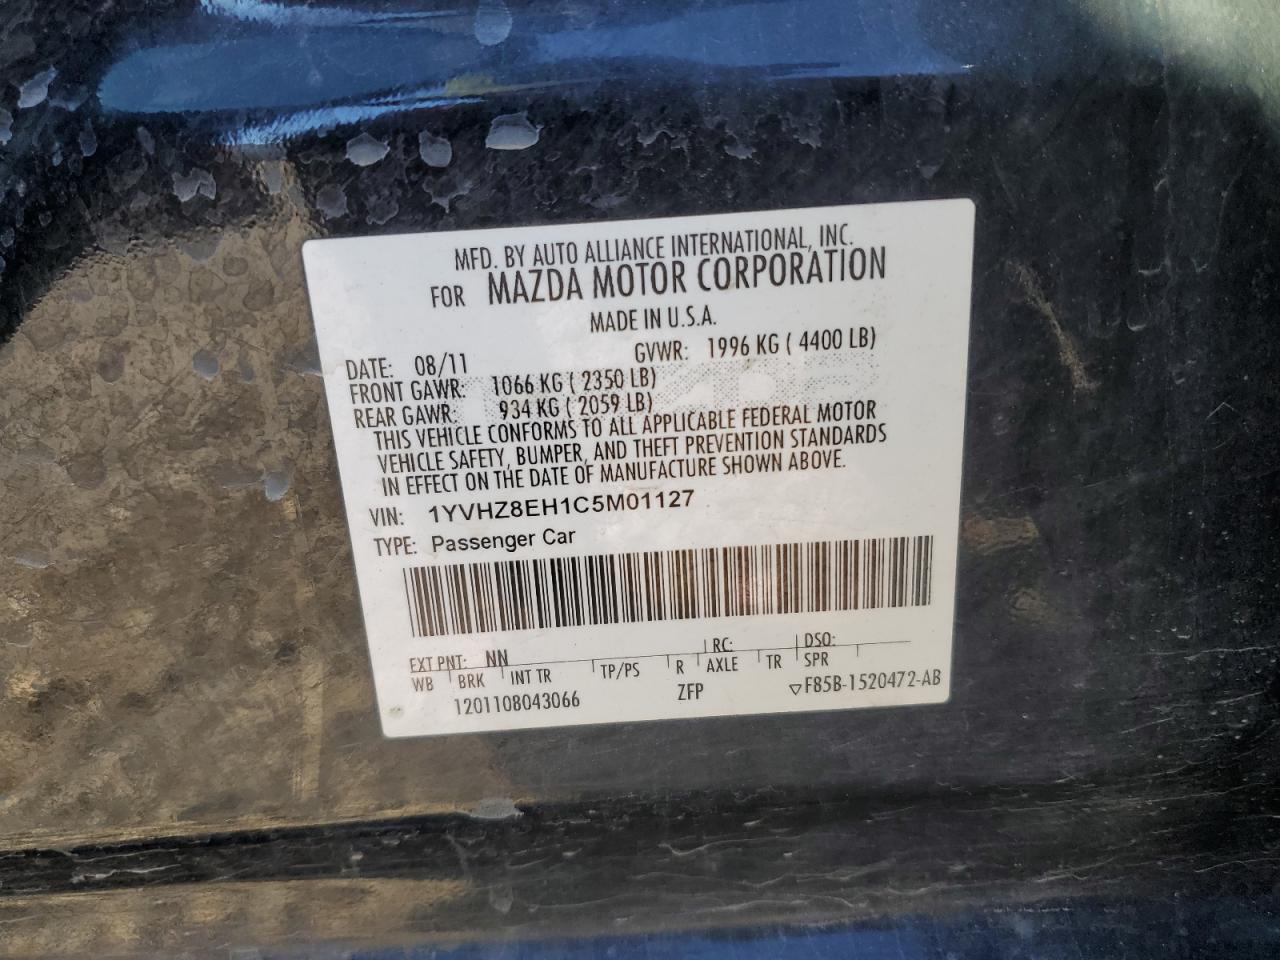 MFD. BY AUTO ALLIANCE INTERNATIONAL, INC.
FOR MAZDA MOTOR CORPORATION
MADE IN U.S.A.
DATE: 08/11 GVWR: 1996 KG ( 4400 LB)
FRONT GAWR: 1066 KG ( 2350 LB)
REAR GAWR: 934 KG ( 2059 LB)
THIS VEHICLE CONFORMS TO ALL APPLICABLE FEDERAL MOTOR
VEHICLE SAFETY, BUMPER, AND THEFT PREVENTION STANDARDS
IN EFFECT ON THE DATE OF MANUFACTURE SHOWN ABOVE.
VIN: 1YVHZ8EH1C5M01127
TYPE: Passenger Car
EXT PNT: NN RC: DSO:
WB BRK INT TR TP/PS R AXLE TR SPR
1201108043066 ZFP ▽F85B-1520472-AB